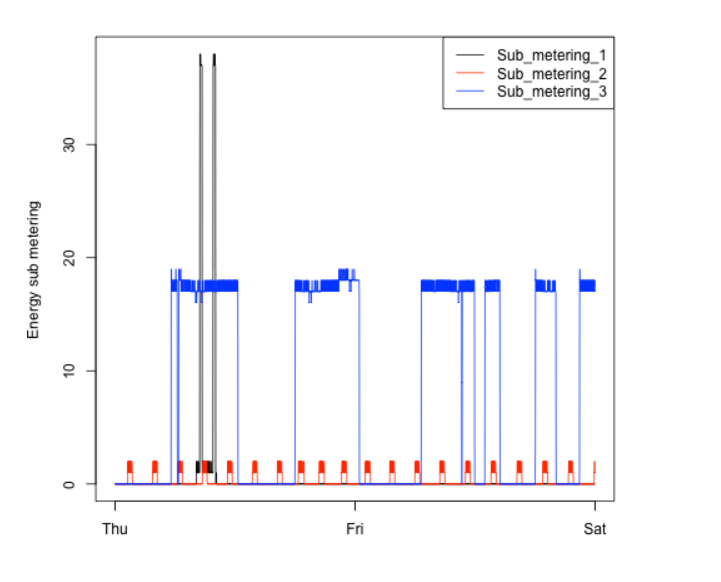 Sub_metering_1
Sub_metering_2
Sub_metering_3
Energy sub metering
30
20
10
0
Thu Fri Sat